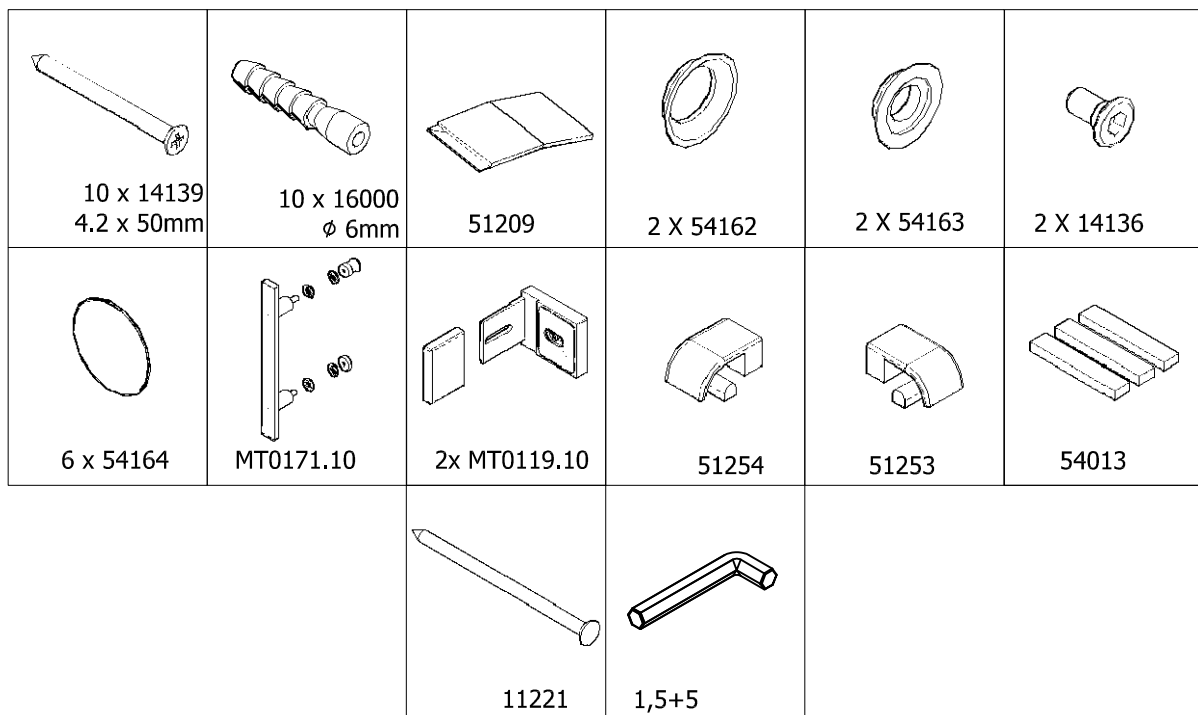 10 x 14139
4.2 x 50mm
10 x 16000
ϕ 6mm
51209
2 X 54162
2 X 54163
2 X 14136
6 x 54164
MT0171.10
2x MT0119.10
51254
51253
54013
11221
1,5+5